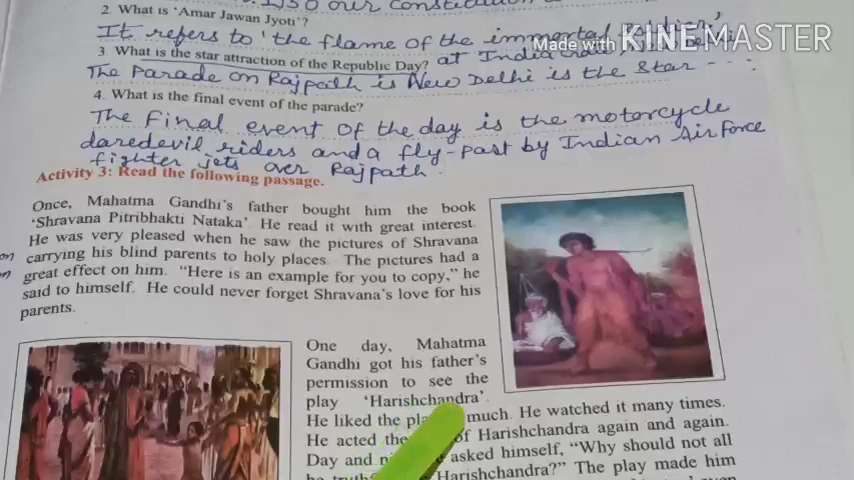 1950 our constitution
2. What is 'Amar Jawan Jyoti'?
It refers to 'the flame of the immortal soldier'
at India
Made with KINEMASTER
3. What is the star attraction of the Republic Day?
The Parade on Rajpath is New Delhi is the Star - - - :
4. What is the final event of the parade?
The final event of the day is the motorcycle
daredevil riders and a fly-past by Indian Air Force
fighter jets over Rajpath.
Activity 3: Read the following passage.
Once, Mahatma Gandhi's father bought him the book
'Shravana Pitribhakti Nataka'. He read it with great interest.
He was very pleased when he saw the pictures of Shravana
carrying his blind parents to holy places. The pictures had a
great effect on him. "Here is an example for you to copy," he
said to himself. He could never forget Shravana's love for his
parents.
One day, Mahatma
Gandhi got his father's
permission to see the
play 'Harishchandra'.
He liked the much. He watched it many times.
He acted the of Harishchandra again and again.
Day and asked himself, "Why should not all
Harishchandra?" The play made him